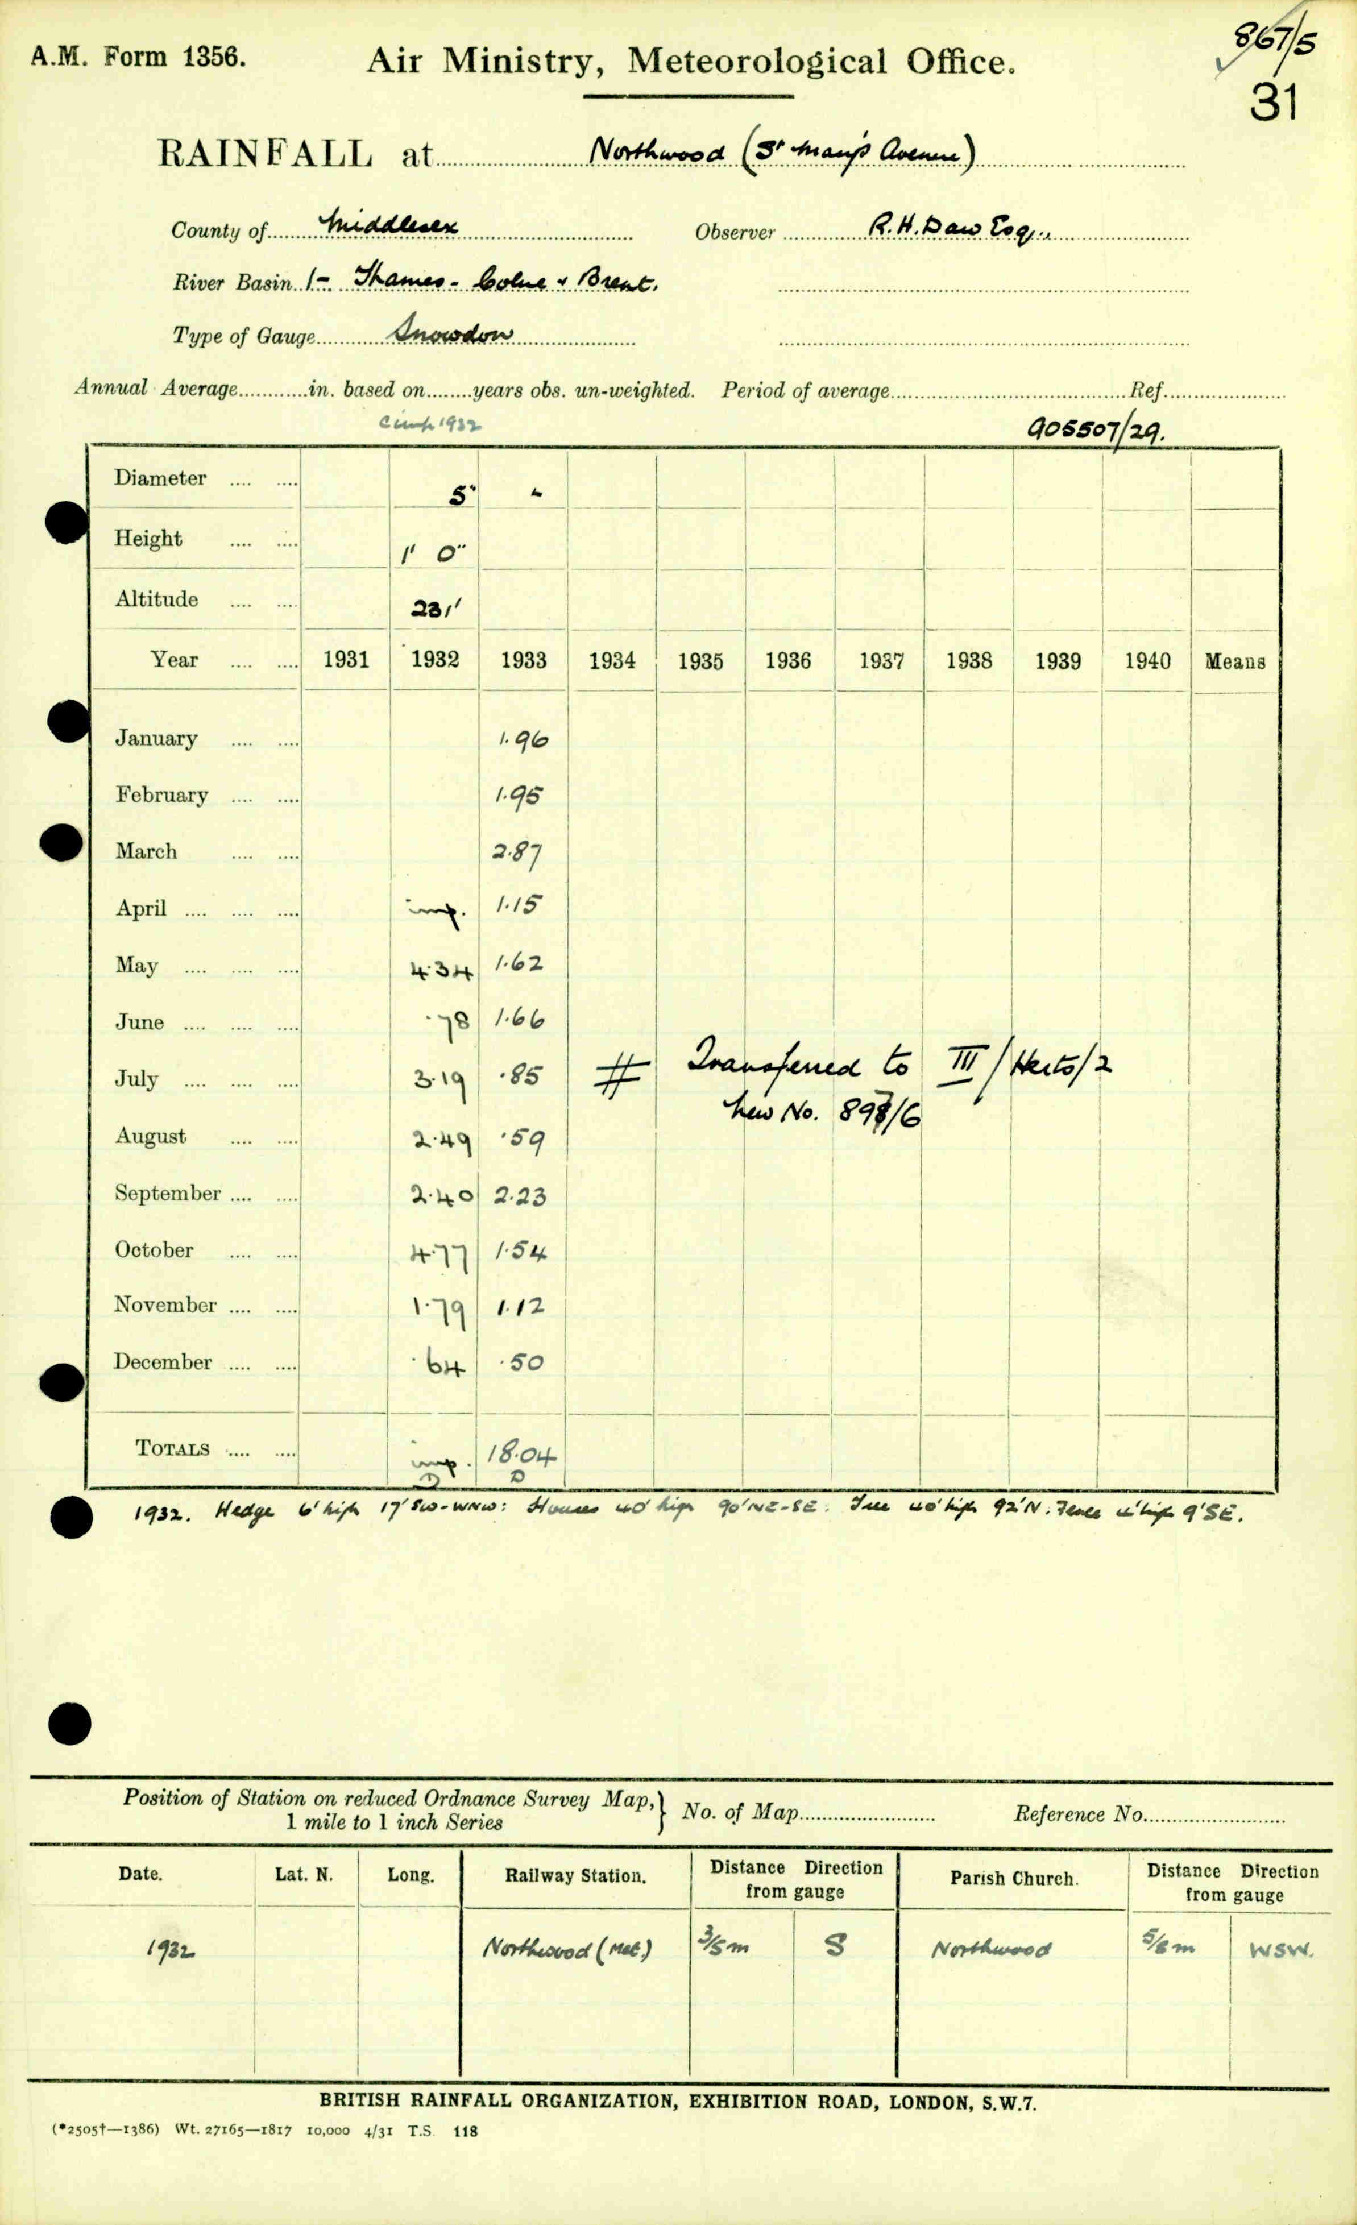 867/5
A.M. Form 1356. Air Ministry, Meteorological Office.
31
RAINFALL at Northwood (St Mary's Avenue)
County of Middlesex Observer R.H. Daw Esq.,
River Basin 1- Thames - Colne & Brent.
Type of Gauge Snowdon
Annual Average in. based on years obs. un-weighted. Period of average Ref.
1932 905507/29.
Diameter 5" "
Height 1' 0"
Altitude 231'
Year 1931 1932 1933 1934 1935 1936 1937 1938 1939 1940 Means
January 1.96
February 1.95
March 2.87
April imp. 1.15
May 4.34 1.62
June .78 1.66
July 3.19 .85 # Transferred to III/Herts/2
New No. 897/6
August 2.49 .59
September 2.40 2.23
October 4.77 1.54
November 1.79 1.12
December .64 .50
TOTALS imp. 18.04
D D
1932. Hedge 6' high 17' SW-WNW: Houses 40' high 90' NE-SE: Tree 40' high 92' N: Fence 4' high 9' SE.
Position of Station on reduced Ordnance Survey Map, } No. of Map Reference No.
1 mile to 1 inch Series
Date. Lat. N. Long. Railway Station. Distance Direction from gauge Parish Church. Distance Direction from gauge
1932 Northwood (Met.) 3/5 m S Northwood 5/8 m WSW.
BRITISH RAINFALL ORGANIZATION, EXHIBITION ROAD, LONDON, S.W.7.
(*2505†—1386) Wt. 27165—1817 10,000 4/31 T.S. 118